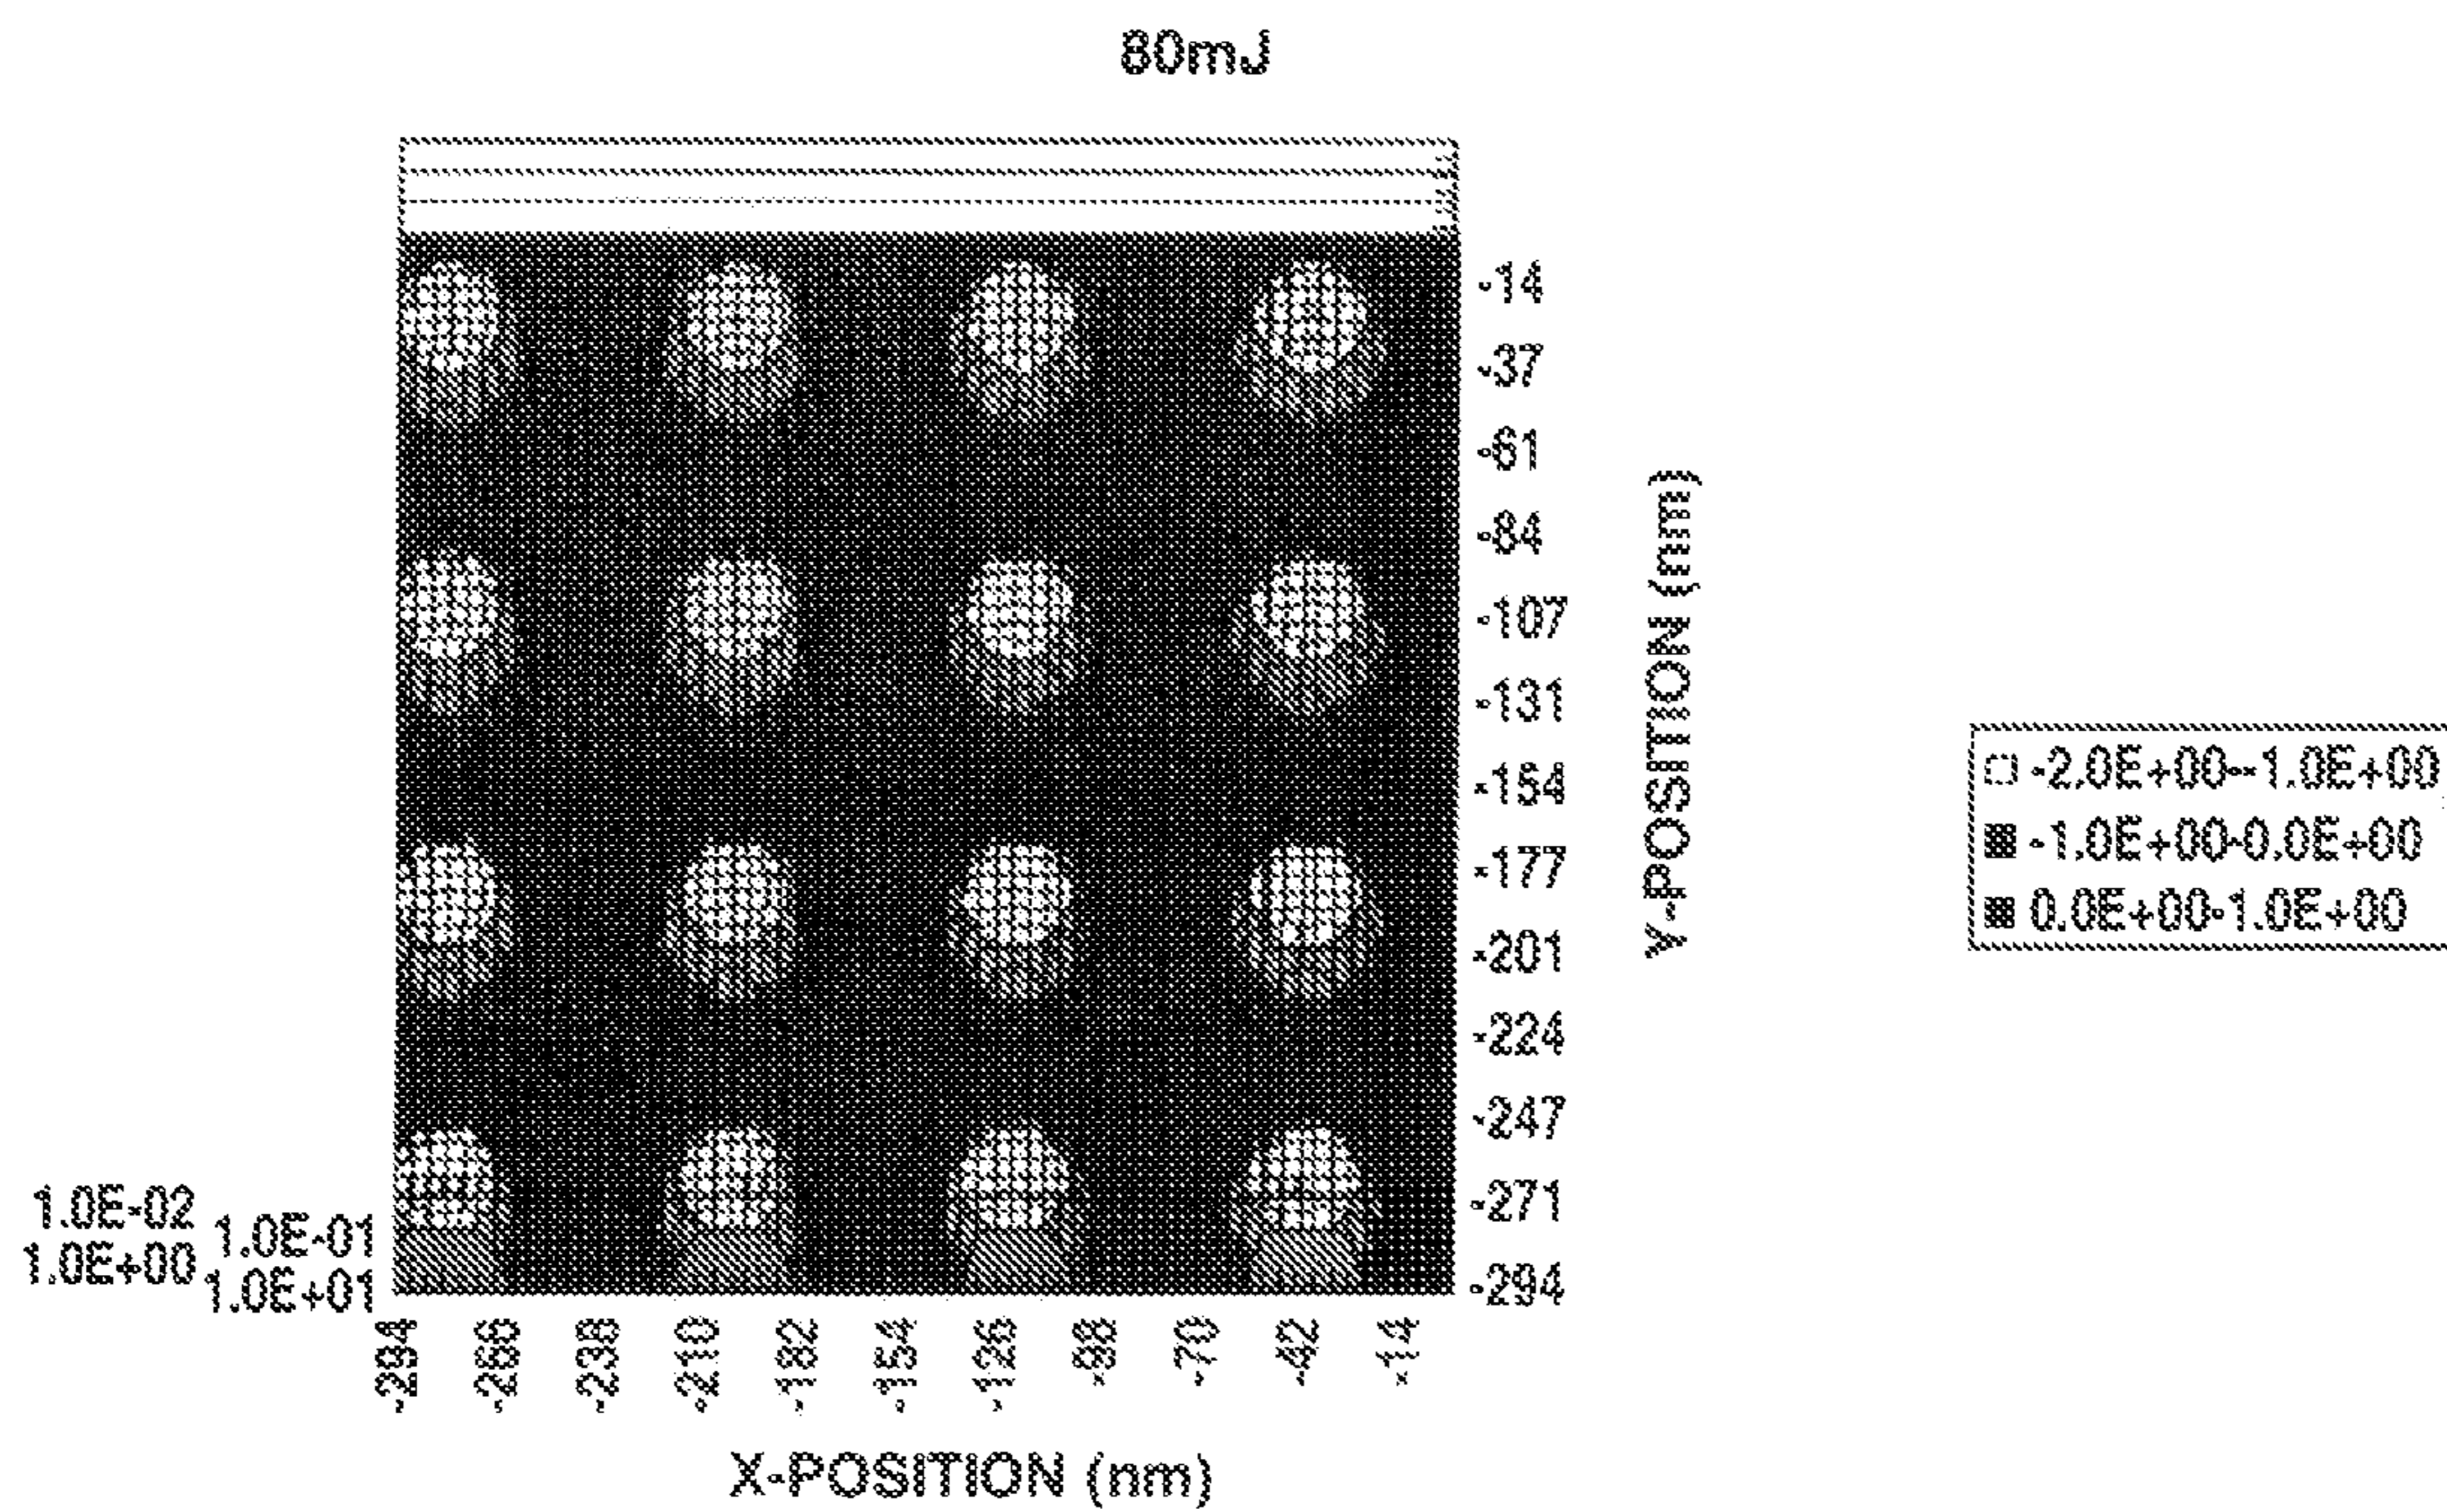 80mJ
-14
-37
-61
-84
-107
-131
-154
-177
-201
-224
-247
-271
-294
Y-POSITION (nm)
-2.0E+00--1.0E+00
-1.0E+00-0.0E+00
0.0E+00-1.0E+00
1.0E-02
1.0E-01
1.0E+00
1.0E+01
-294
-266
-238
-210
-182
-154
-126
-98
-70
-42
-14
X-POSITION (nm)